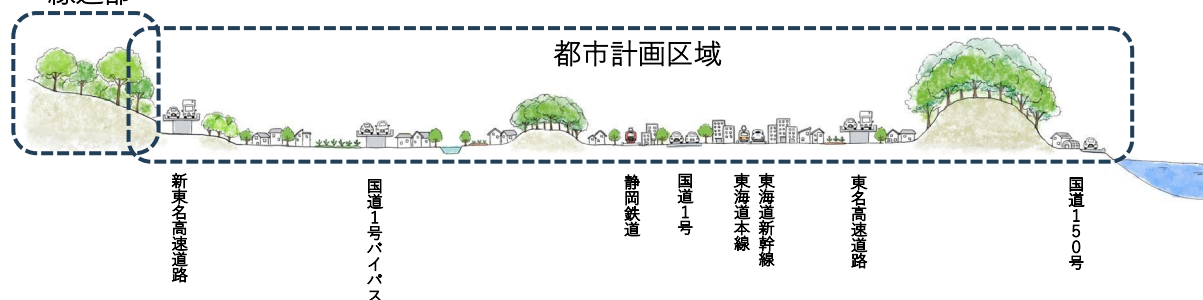 都市計画区域
新東名高速道路
国道1号バイパス
静岡鉄道
国道1号
東海道本線
東海道新幹線
東名高速道路
国道150号